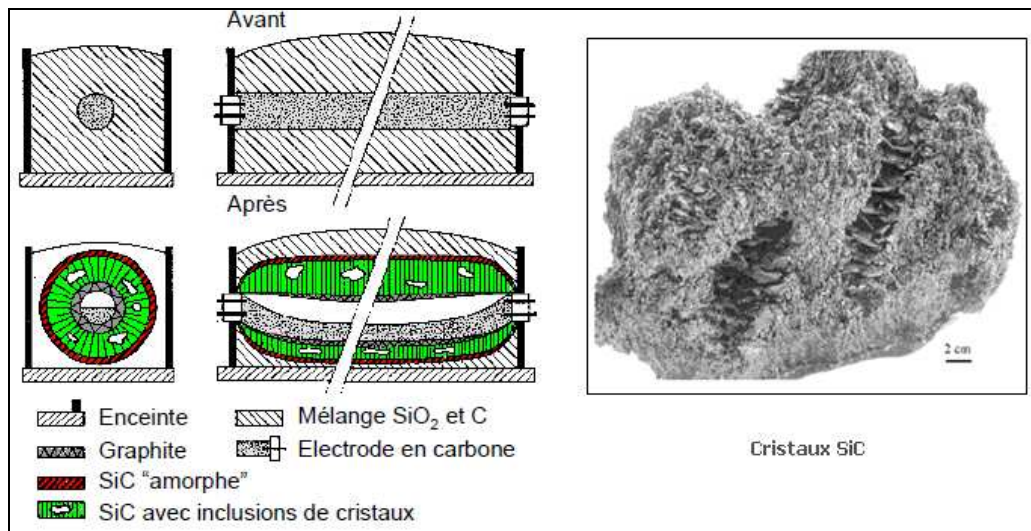 Avant
Après
Enceinte
Mélange SiO₂ et C
Graphite
Electrode en carbone
SiC “amorphe”
SiC avec inclusions de cristaux
2 cm
Cristaux SiC